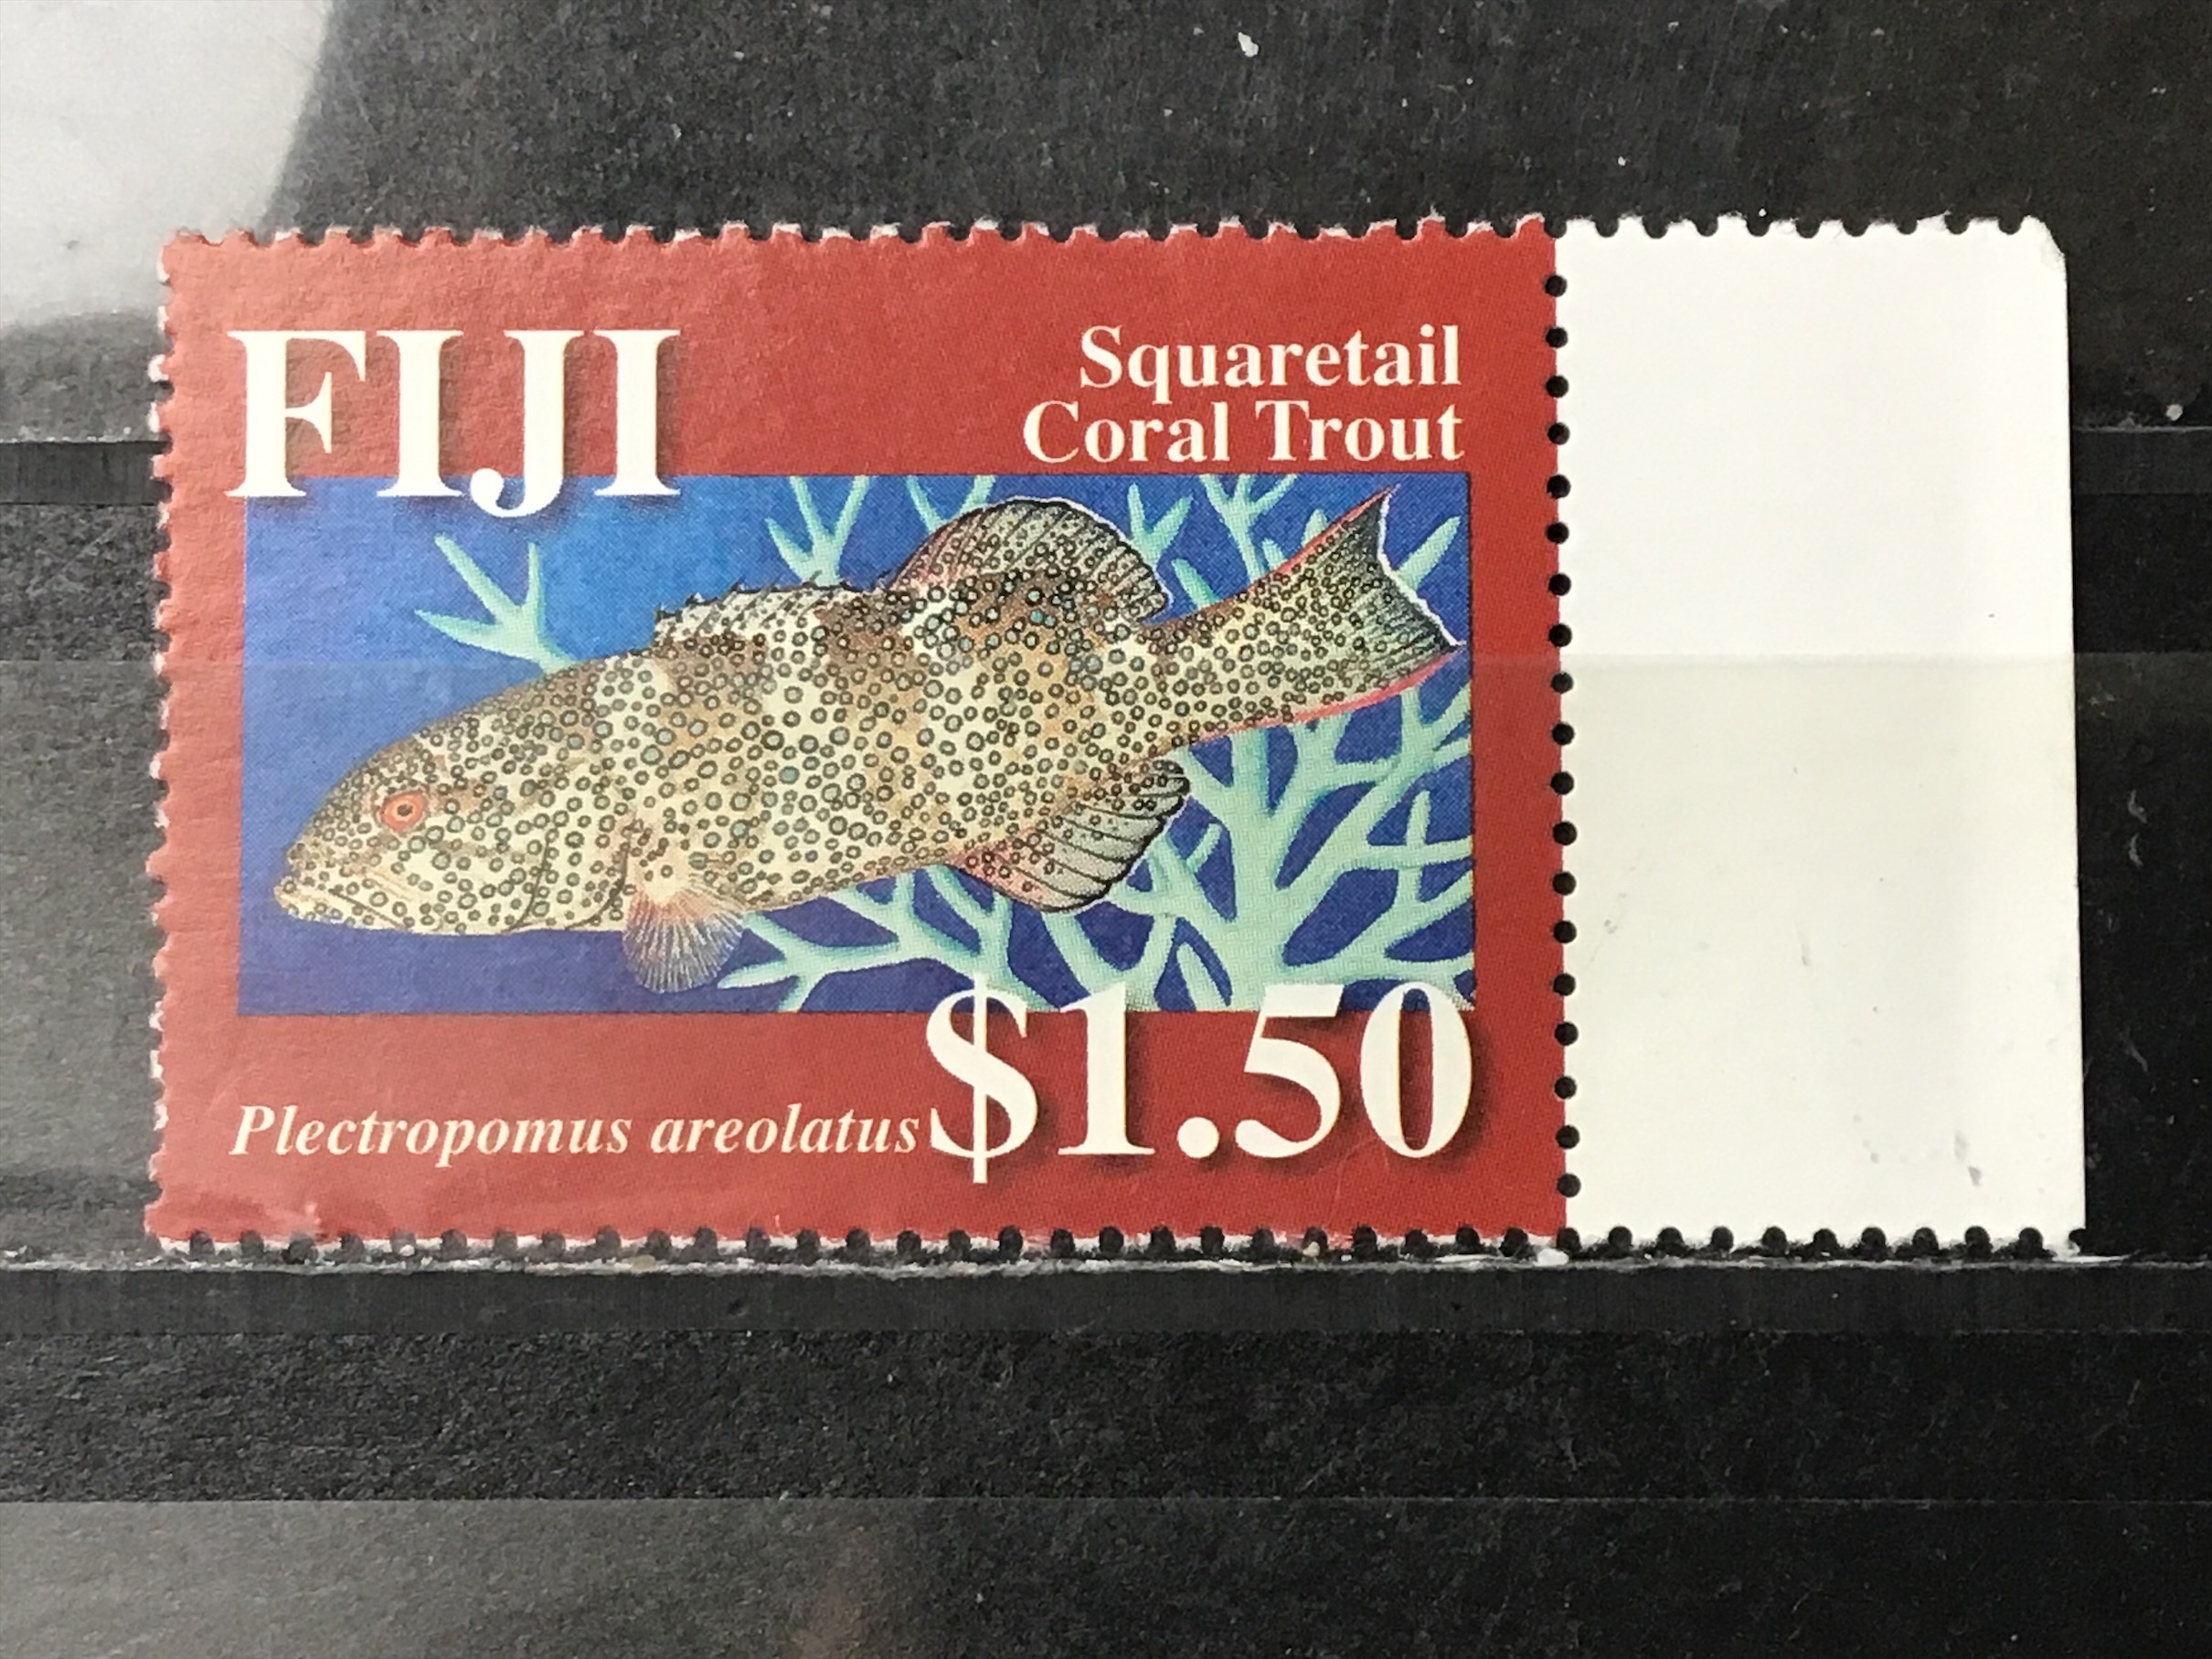 FIJI
Squaretail
Coral Trout
Plectropomus areolatus
$1.50